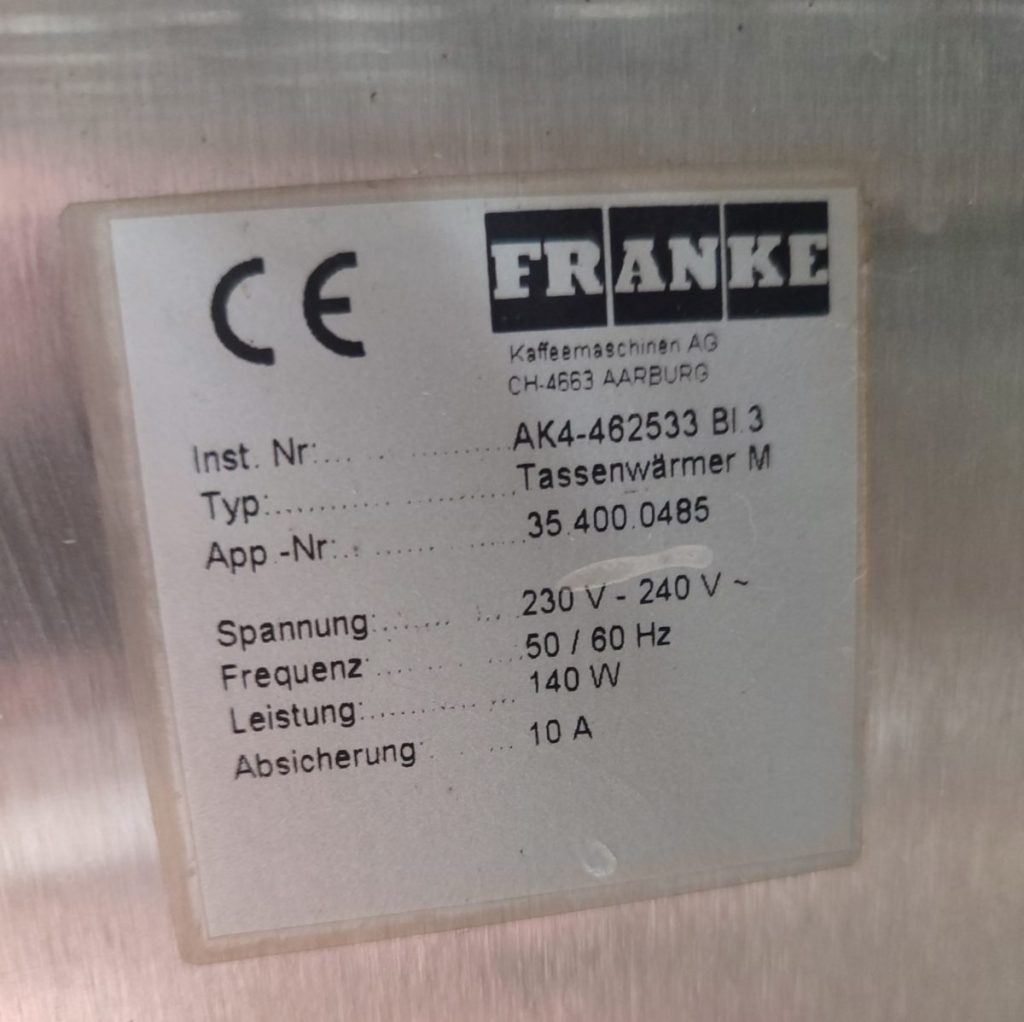 CE
FRANKE
Kaffeemaschinen AG
CH-4663 AARBURG
Inst. Nr:................AK4-462533 Bl.3
Typ:.......................Tassenwärmer M
App.-Nr:..................35.400.0485
Spannung:..............230 V - 240 V ~
Frequenz:...............50 / 60 Hz
Leistung:................140 W
Absicherung:..........10 A